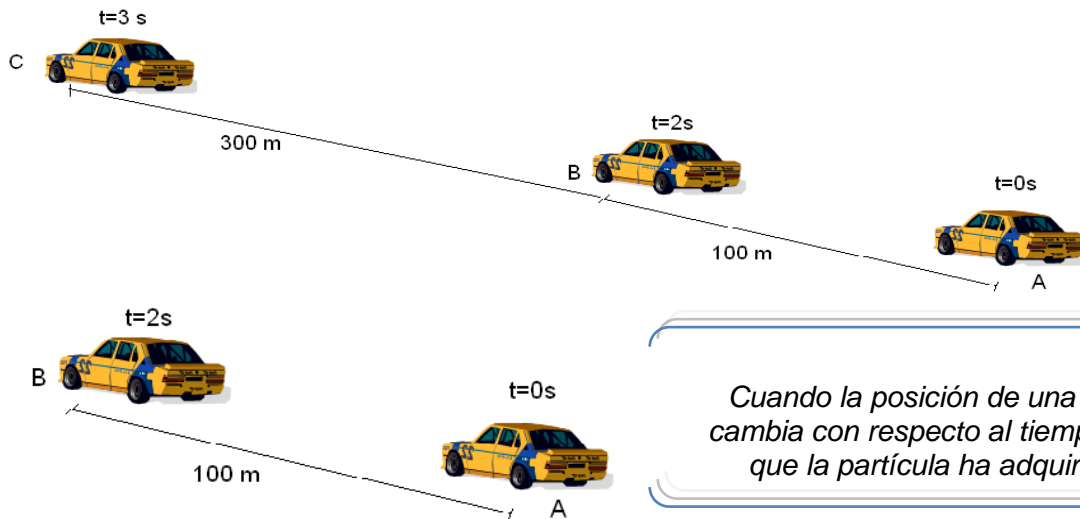 t=3 s
C
300 m
t=2s
B
t=0s
100 m
A
t=2s
B
t=0s
100 m
A
Cuando la posición de una
cambia con respecto al tiemp
que la partícula ha adquir